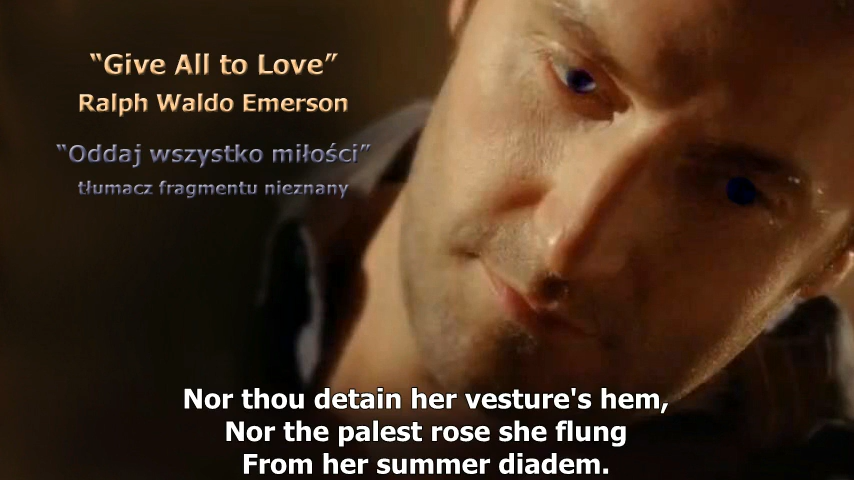 “Give All to Love”
Ralph Waldo Emerson
“Oddaj wszystko miłości”
tłumacz fragmentu nieznany
Nor thou detain her vesture's hem,
Nor the palest rose she flung
From her summer diadem.